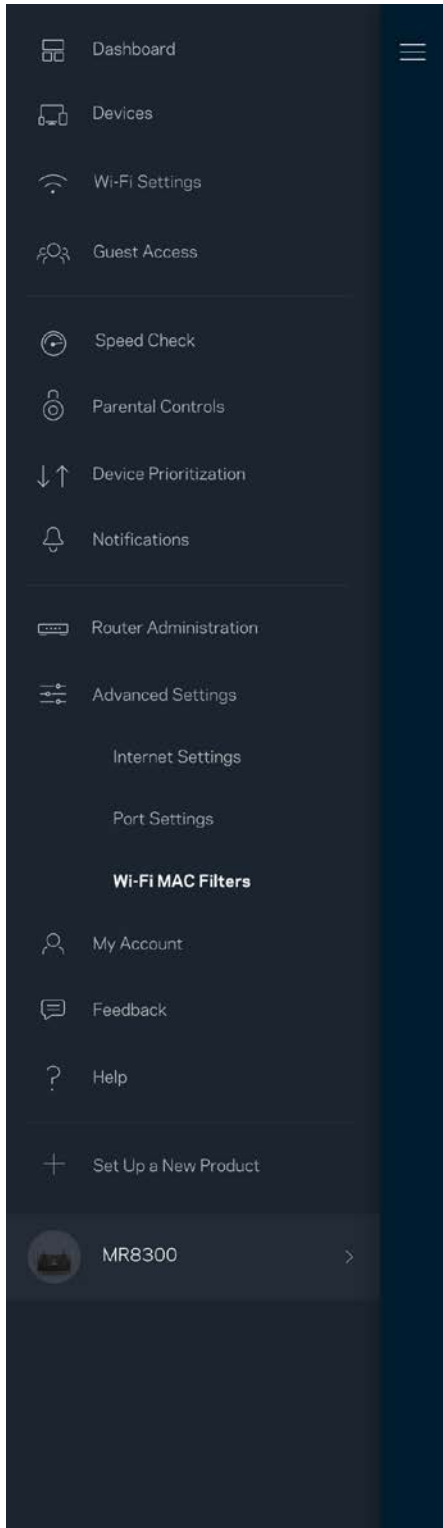 Dashboard
Devices
Wi-Fi Settings
Guest Access
Speed Check
Parental Controls
Device Prioritization
Notifications
Router Administration
Advanced Settings
Internet Settings
Port Settings
Wi-Fi MAC Filters
My Account
Feedback
Help
Set Up a New Product
MR8300